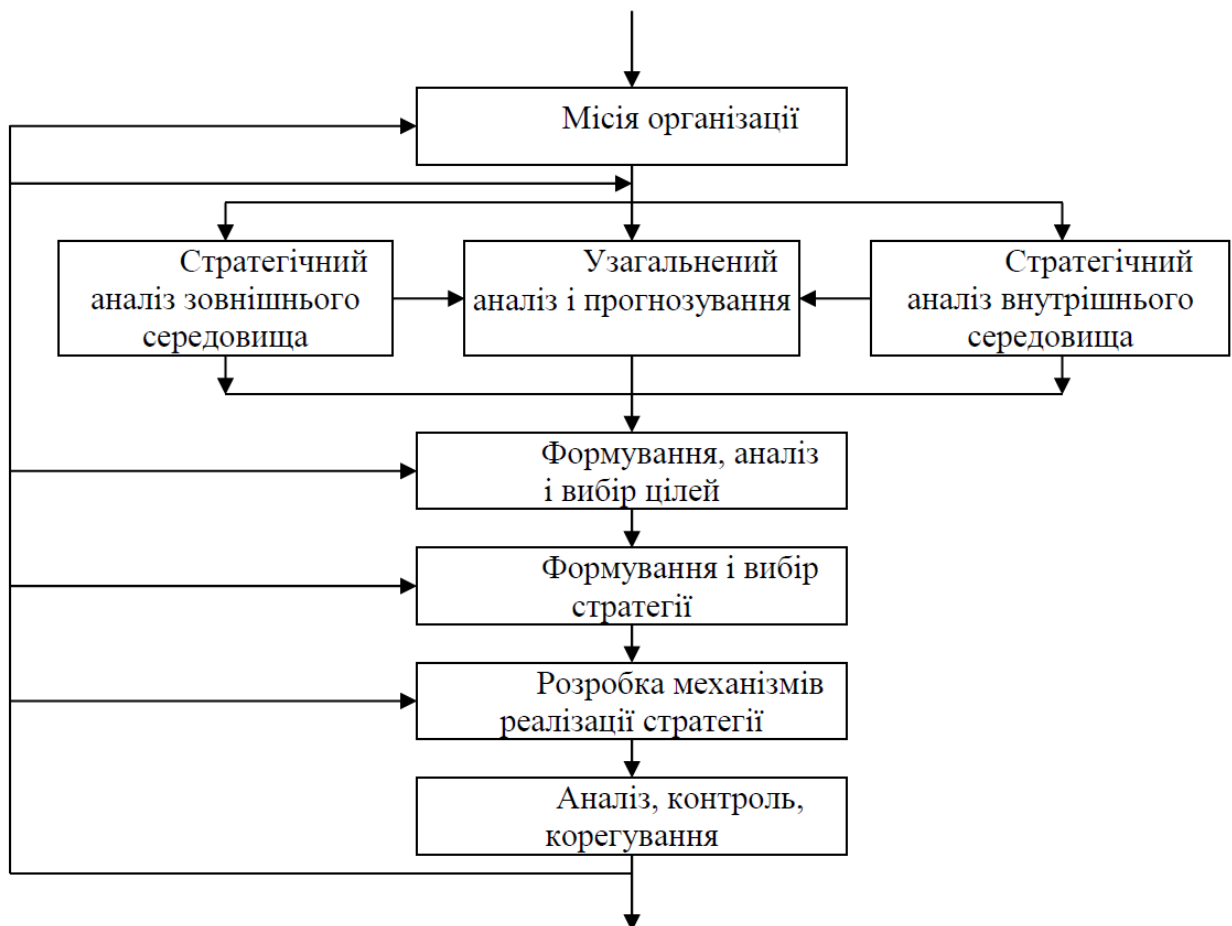 Місія організації
Стратегічний
аналіз зовнішнього
середовища
Узагальнений
аналіз і прогнозування
Стратегічний
аналіз внутрішнього
середовища
Формування, аналіз
і вибір цілей
Формування і вибір
стратегії
Розробка механізмів
реалізації стратегії
Аналіз, контроль,
корегування